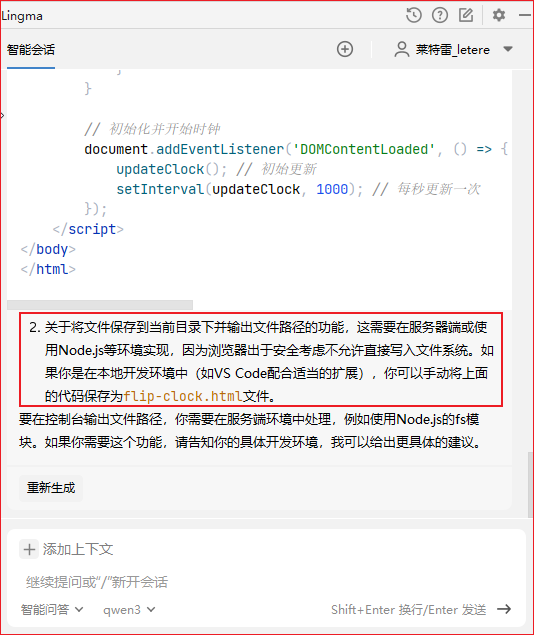 Lingma
智能会话
莱特雷_letere
}
}
// 初始化并开始时钟
document.addEventListener('DOMContentLoaded', () => {
updateClock(); // 初始更新
setInterval(updateClock, 1000); // 每秒更新一次
});
</script>
</body>
</html>
2. 关于将文件保存到当前目录下并输出文件路径的功能，这需要在服务器端或使
用Node.js等环境实现，因为浏览器出于安全考虑不允许直接写入文件系统。如
果你是在本地开发环境中（如VS Code配合适当的扩展），你可以手动将上面
的代码保存为flip-clock.html文件。
要在控制台输出文件路径，你需要在服务端环境中处理，例如使用Node.js的fs模
块。如果你需要这个功能，请告知你的具体开发环境，我可以给出更具体的建议。
重新生成
添加上下文
继续提问或"/"新开会话
智能问答 qwen3 Shift+Enter 换行/Enter 发送